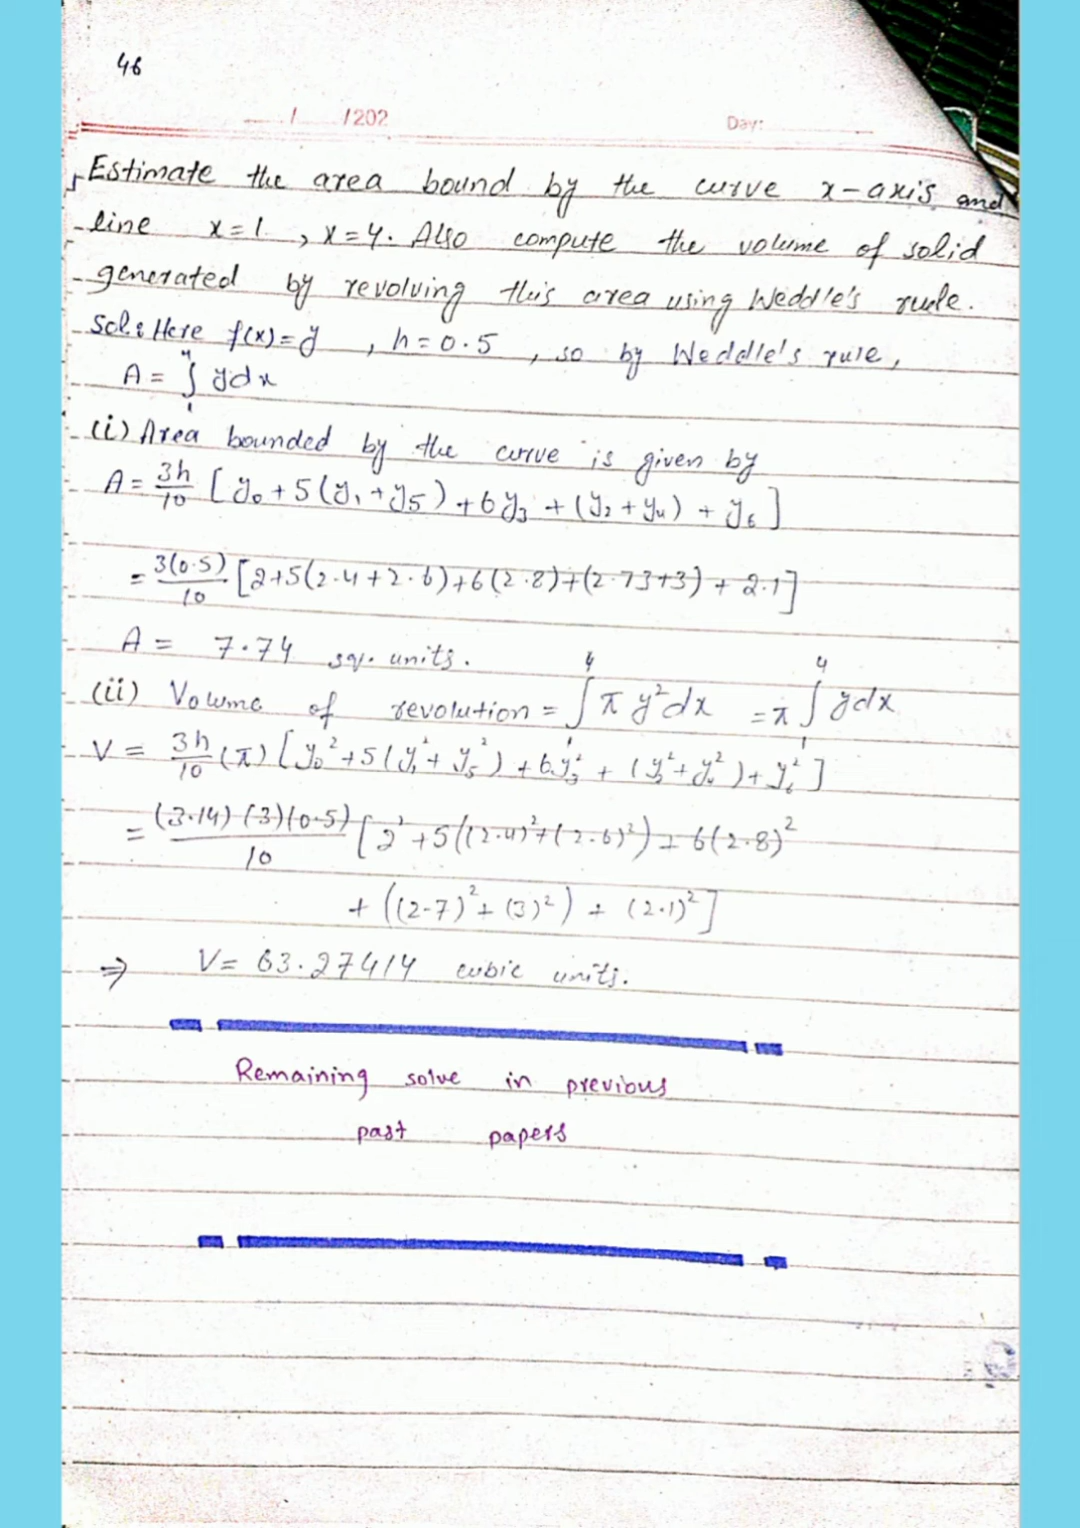 46
/ /202
Day:
Estimate the area bound by the curve x-axis and
line x=1, x=4. Also compute the volume of solid
generated by revolving this area using Weddle's rule.
Sol: Here f(x)=y , h=0.5 , so by Weddle's rule,
A = ∫₁⁴ ydx
(i) Area bounded by the curve is given by
A = 3h/10 [y₀+5(y₁+y₅)+6y₃+(y₂+y₄)+y₆]
= 3(0.5)/10 [2+5(2.4+2.6)+6(2.8)+(2.73+3)+2.1]
A = 7.74 sq. units.
(ii) Volume of revolution = ∫₁⁴ π y²dx = π ∫₁⁴ ydx
V = 3h/10 (π) [y₀²+5(y₁²+y₅²)+6y₃²+(y₂²+y₄²)+y₆²]
= (3.14)(3)(0.5)/10 [2²+5((2.4)²+(2.6)²)+6(2.8)²
+ ((2.7)²+(3)²)+(2.1)²]
⇒ V= 63.27414 cubic units.
Remaining solve in previous
past papers